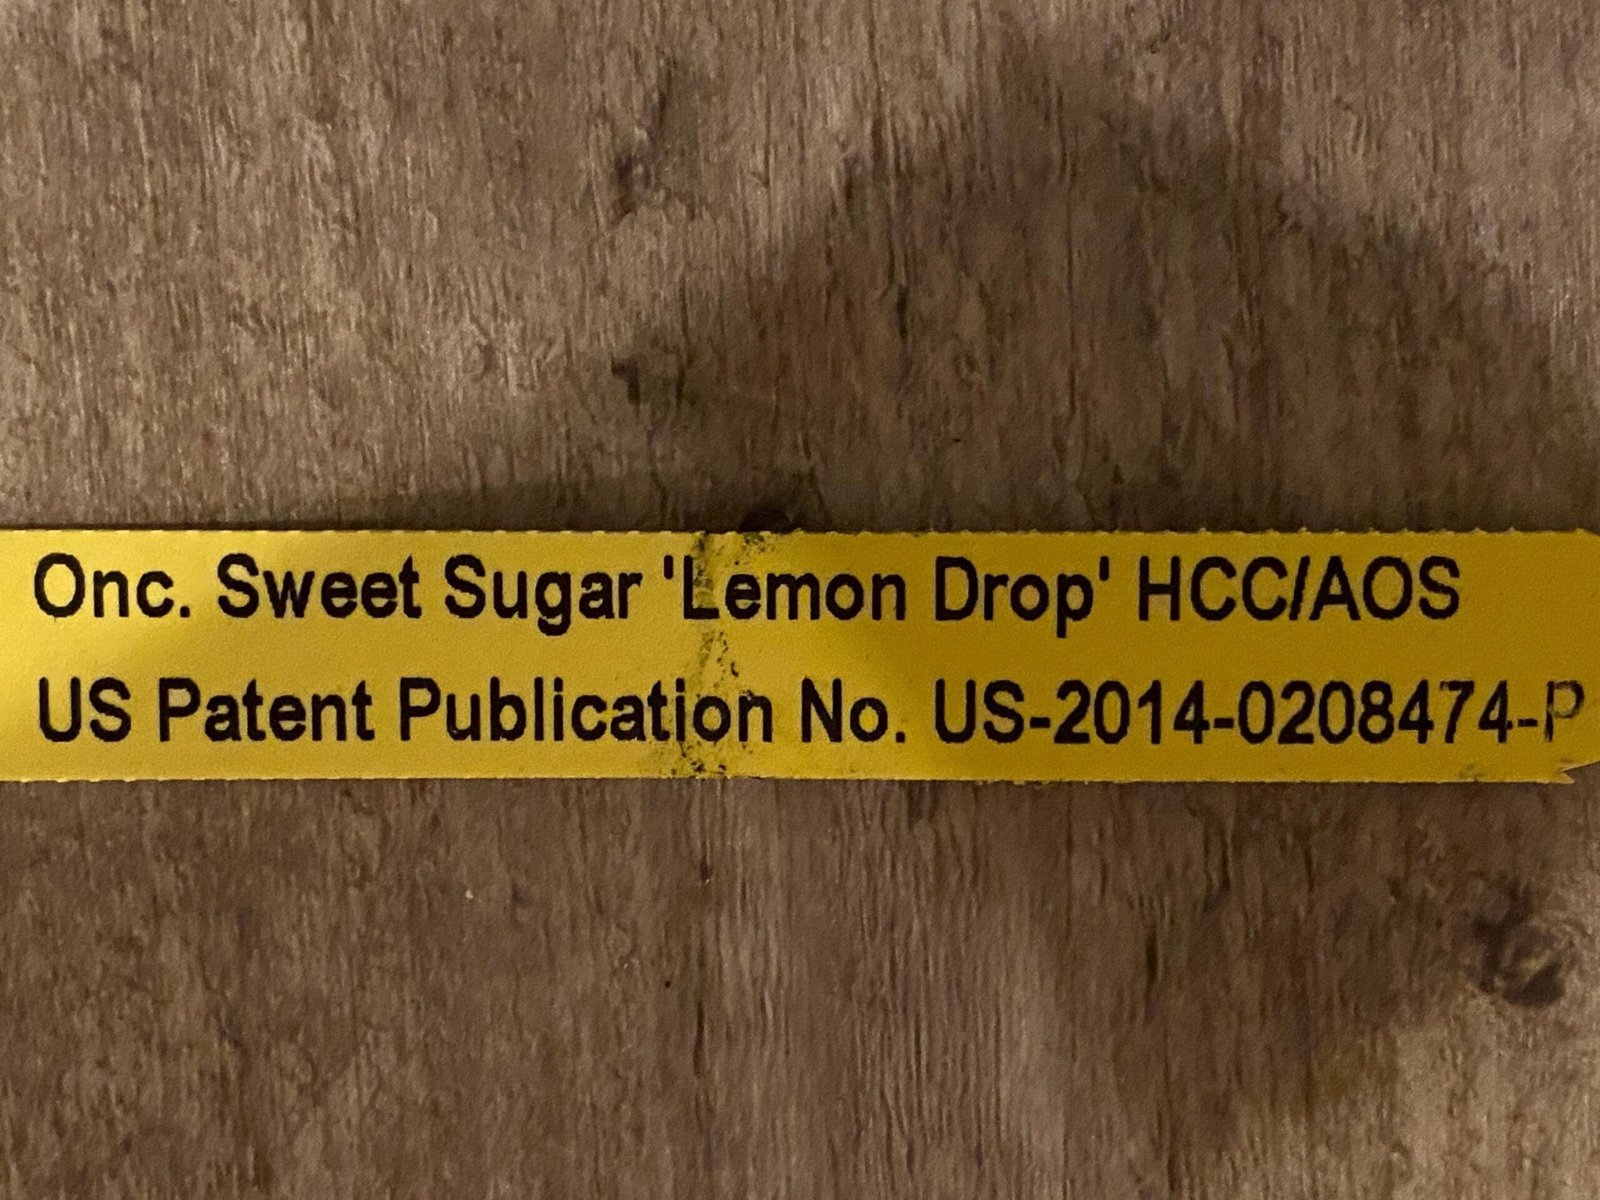 Onc. Sweet Sugar 'Lemon Drop' HCC/AOS
US Patent Publication No. US-2014-0208474-P